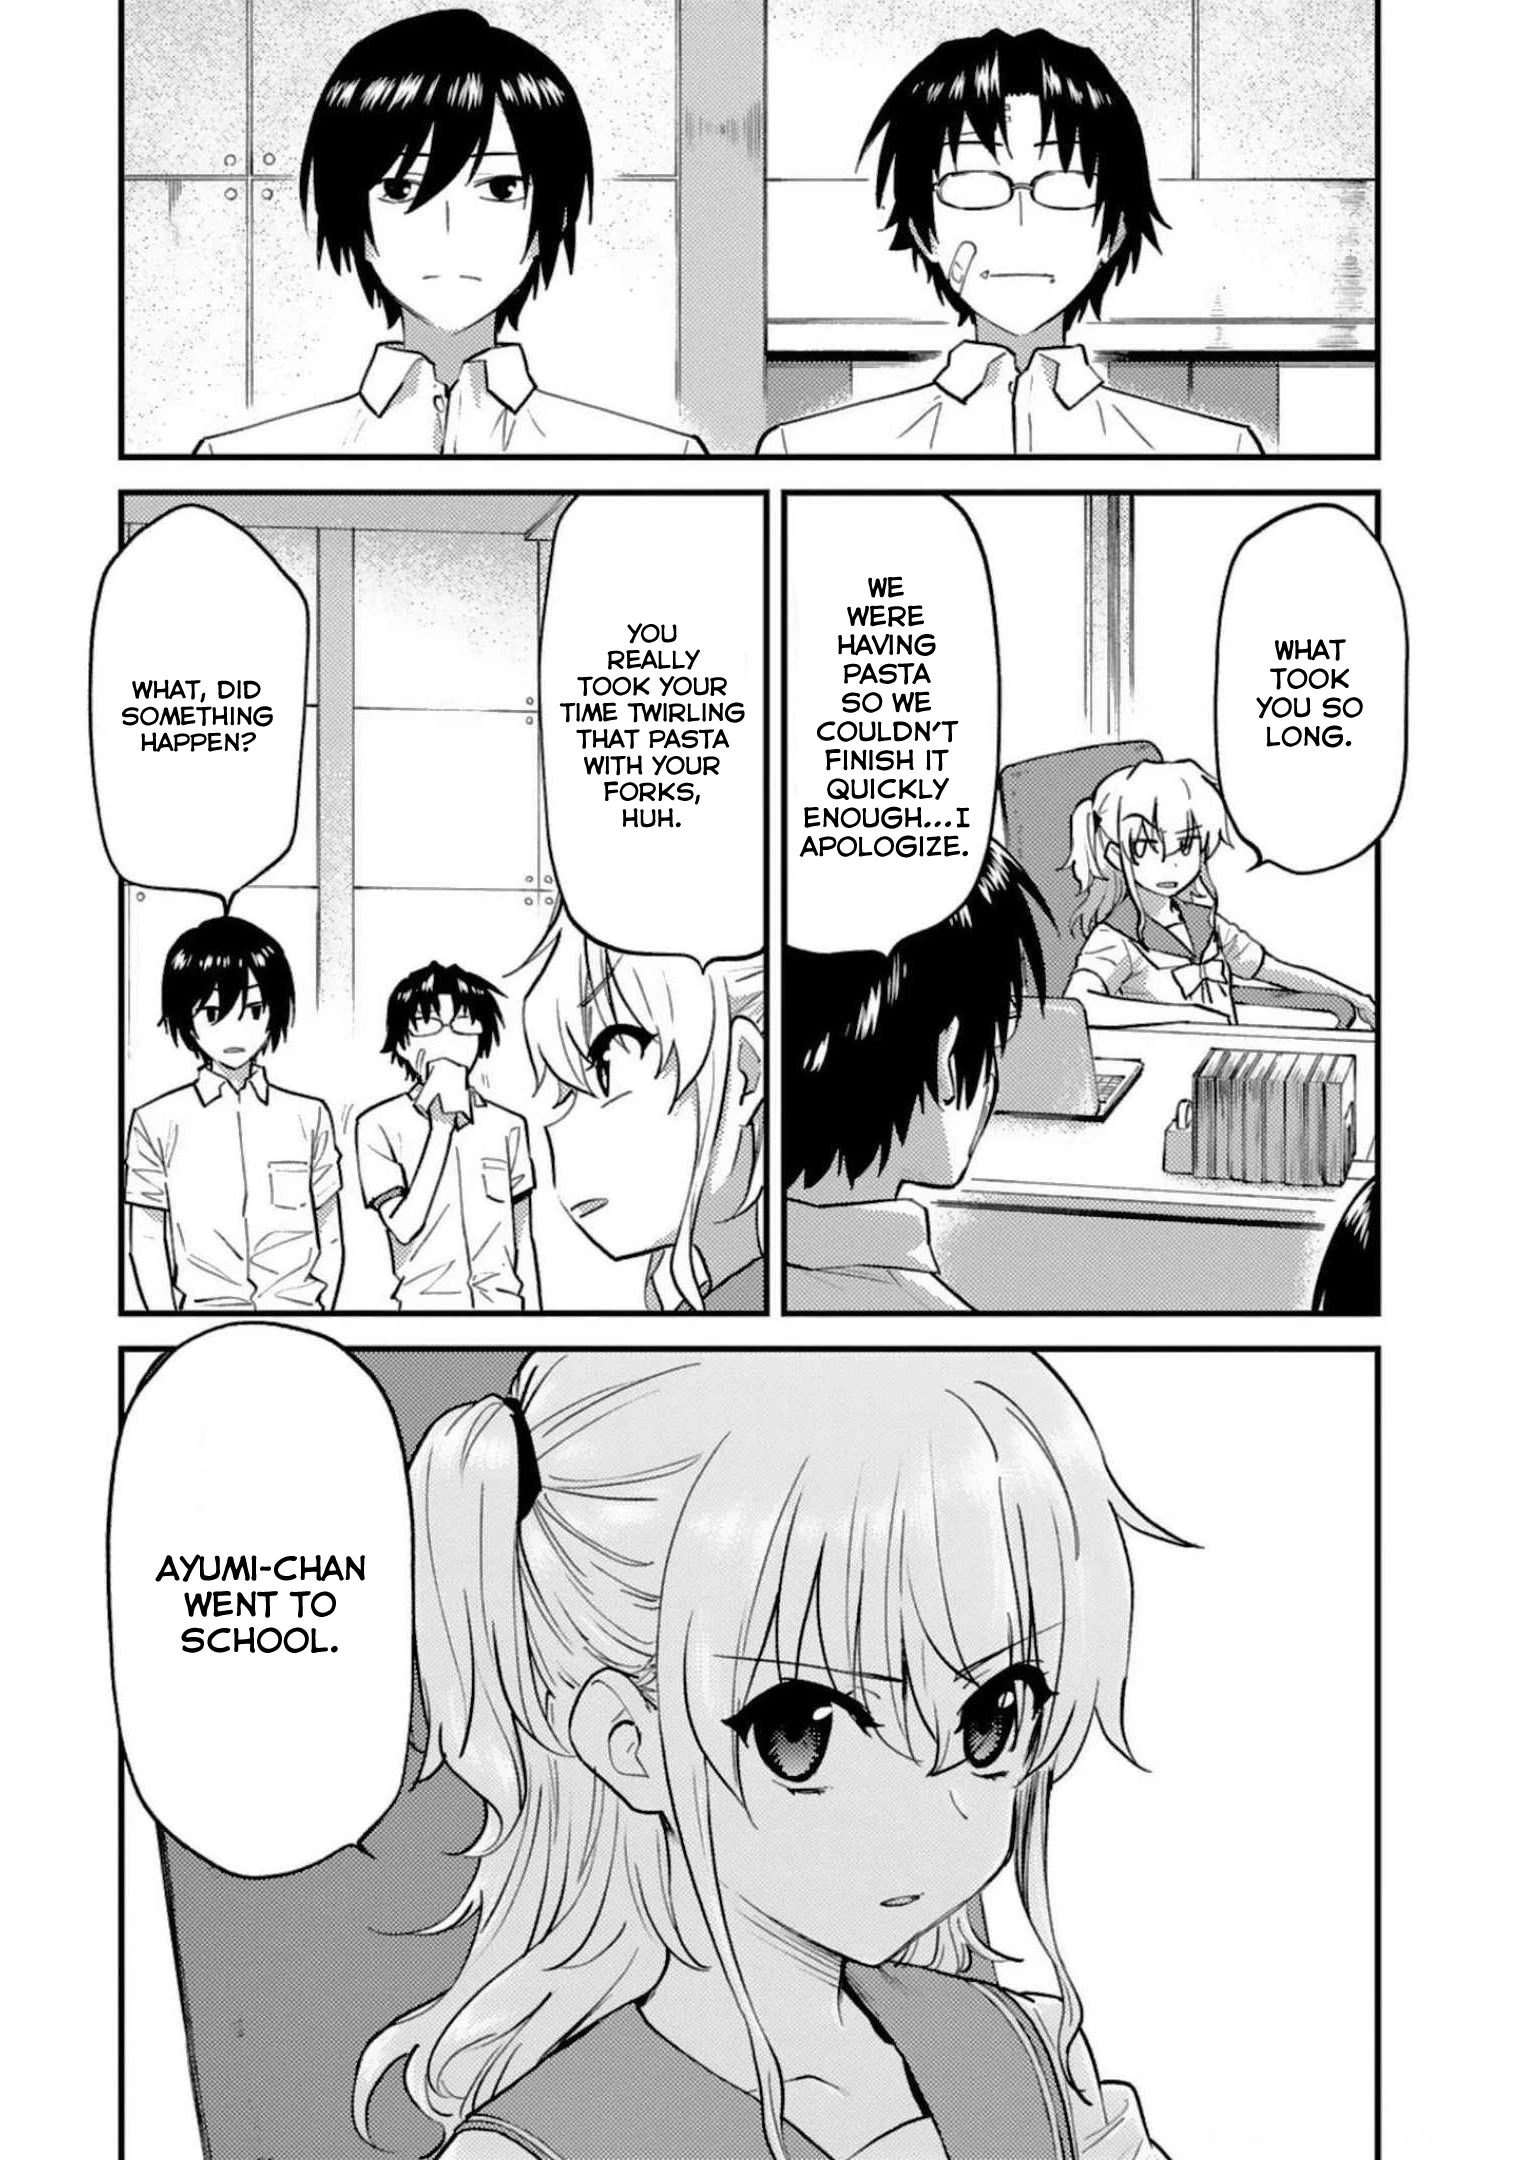 WHAT
TOOK
YOU SO
LONG.
WE
WERE
HAVING
PASTA
SO WE
COULDN'T
FINISH IT
QUICKLY
ENOUGH...I
APOLOGIZE.
YOU
REALLY
TOOK YOUR
TIME TWIRLING
THAT PASTA
WITH YOUR
FORKS,
HUH.
WHAT, DID
SOMETHING
HAPPEN?
AYUMI-CHAN
WENT TO
SCHOOL.